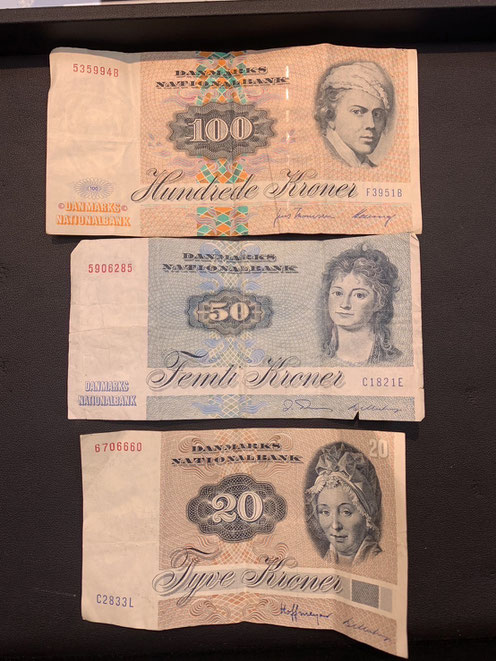 535994B
DANMARKS
NATIONALBANK
100
Hundrede Kroner
F3951B
DANMARKS
NATIONALBANK
5906285
DANMARKS
NATIONALBANK
50
Femti Kroner
C1821E
DANMARKS
NATIONALBANK
6706660
DANMARKS
NATIONALBANK
20
20
Tyve Kroner
C2833L